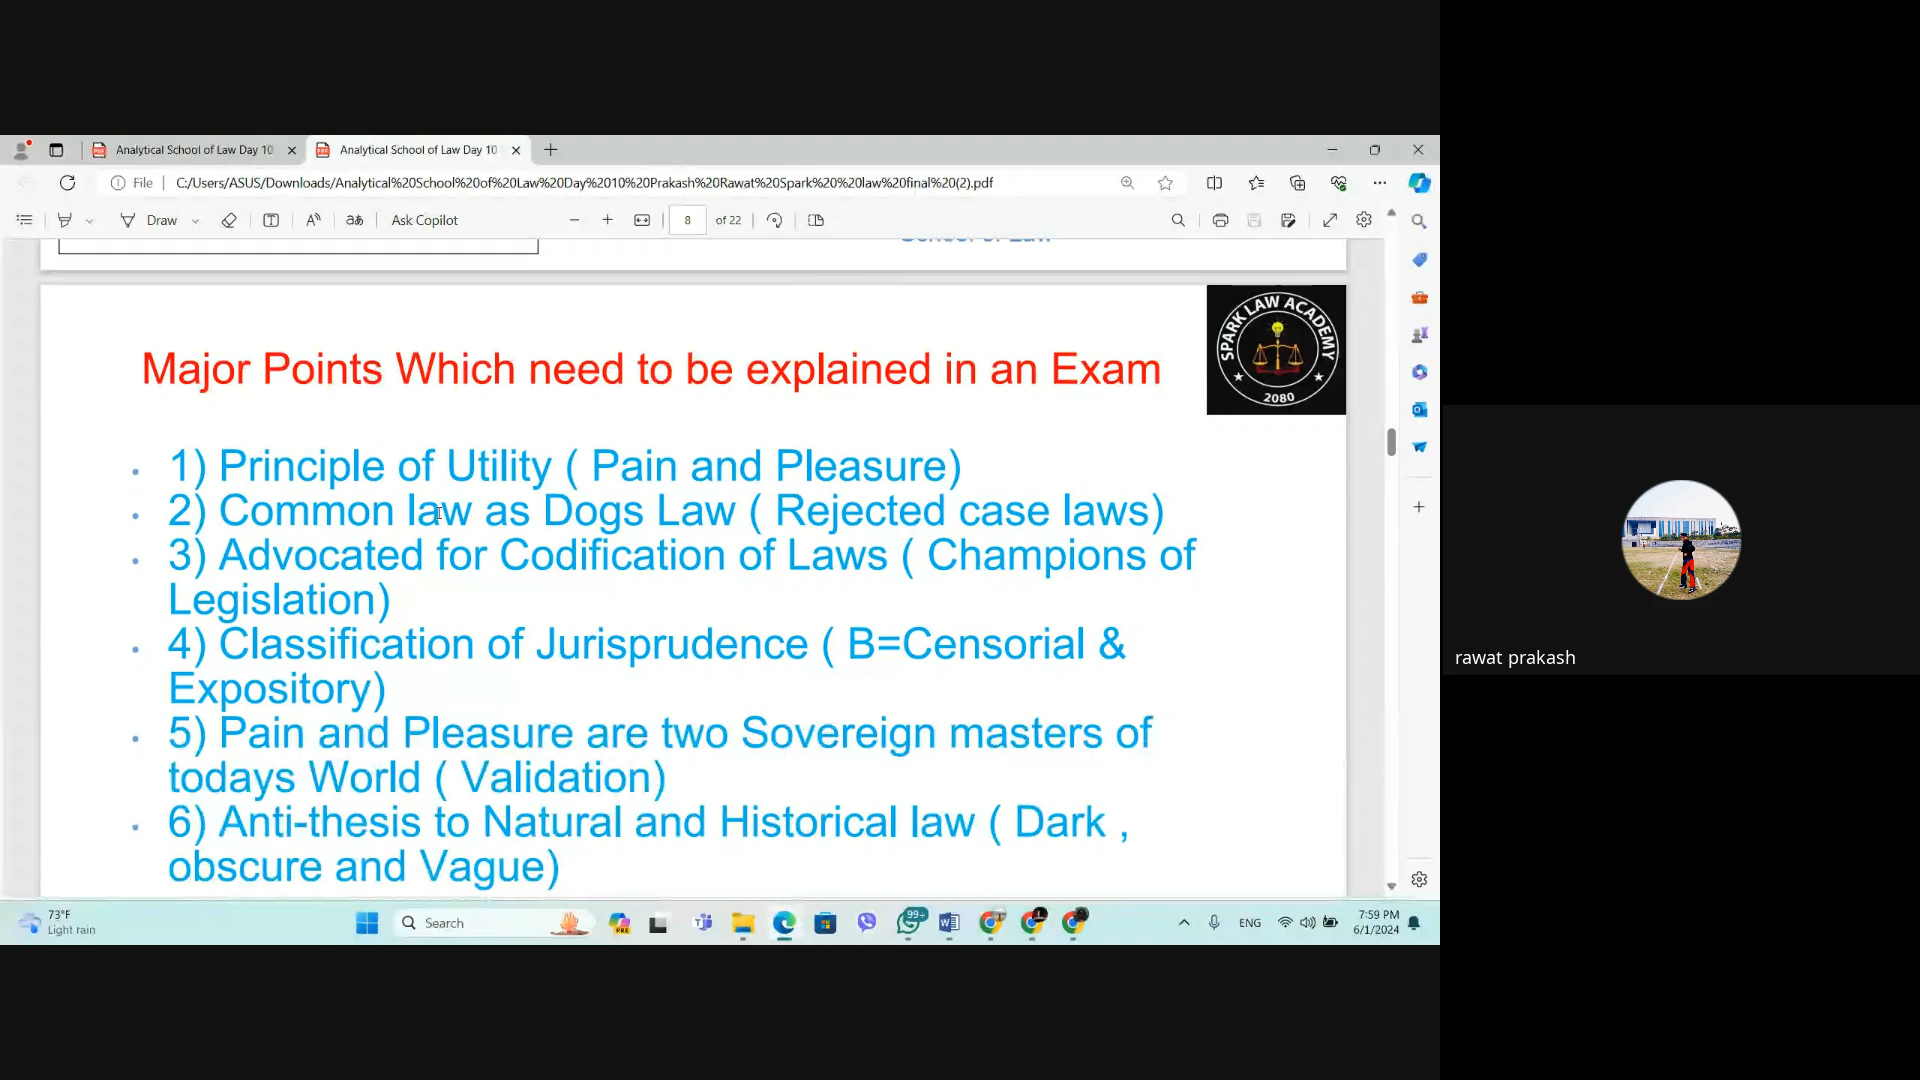 Analytical School of Law Day 10
Analytical School of Law Day 10
File
C:/Users/ASUS/Downloads/Analytical%20School%20of%20Law%20Day%2010%20Prakash%20Rawat%20Spark%20%20law%20final%20(2).pdf
Draw
Ask Copilot
8
of 22
School of Law
SPARK LAW ACADEMY
2080
Major Points Which need to be explained in an Exam
• 1) Principle of Utility ( Pain and Pleasure)
• 2) Common law as Dogs Law ( Rejected case laws)
• 3) Advocated for Codification of Laws ( Champions of
Legislation)
• 4) Classification of Jurisprudence ( B=Censorial &
Expository)
• 5) Pain and Pleasure are two Sovereign masters of
todays World ( Validation)
• 6) Anti-thesis to Natural and Historical law ( Dark ,
obscure and Vague)
rawat prakash
73°F
Light rain
Search
PRE
99+
ENG
7:59 PM
6/1/2024